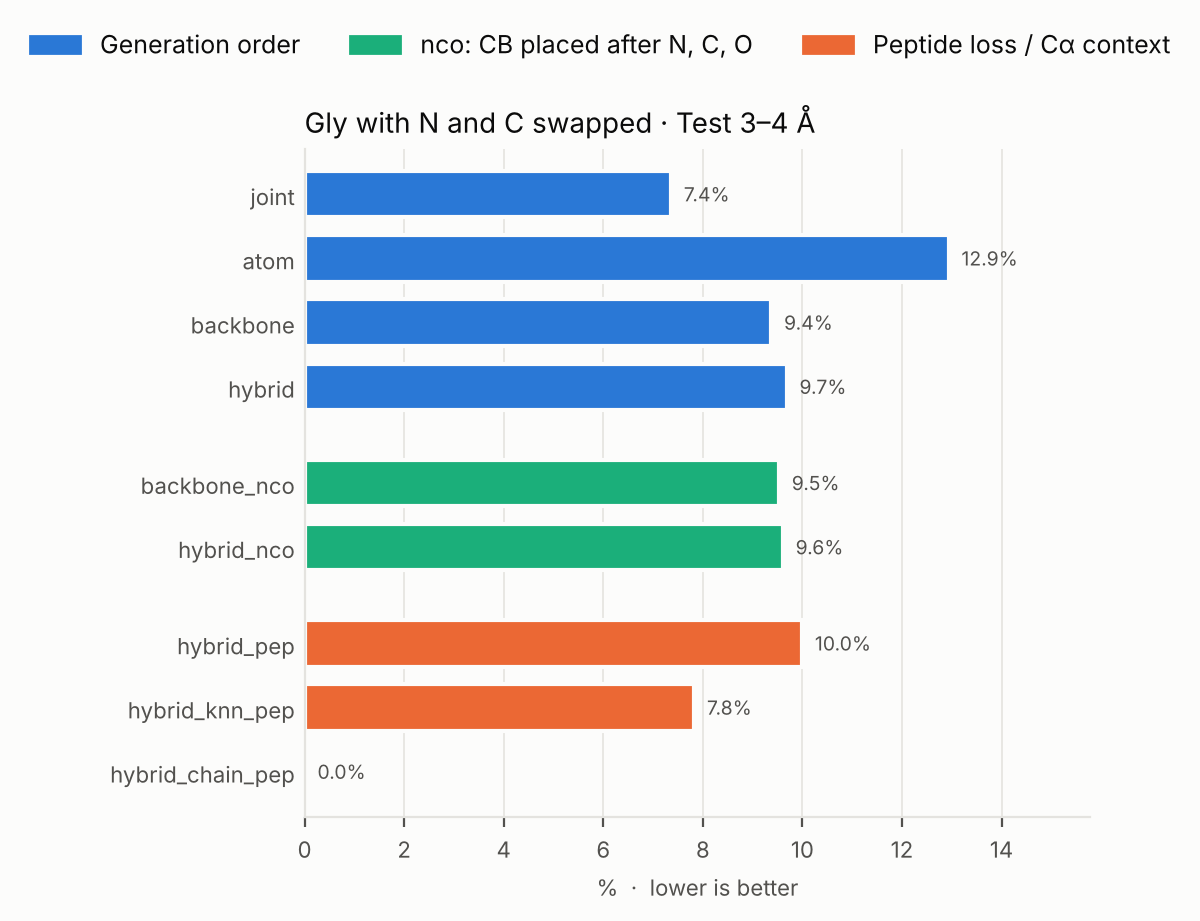 Generation order nco: CB placed after N, C, O Peptide loss / Cα context
Gly with N and C swapped · Test 3–4 Å
joint 7.4%
atom 12.9%
backbone 9.4%
hybrid 9.7%
backbone_nco 9.5%
hybrid_nco 9.6%
hybrid_pep 10.0%
hybrid_knn_pep 7.8%
hybrid_chain_pep 0.0%
0 2 4 6 8 10 12 14
% · lower is better